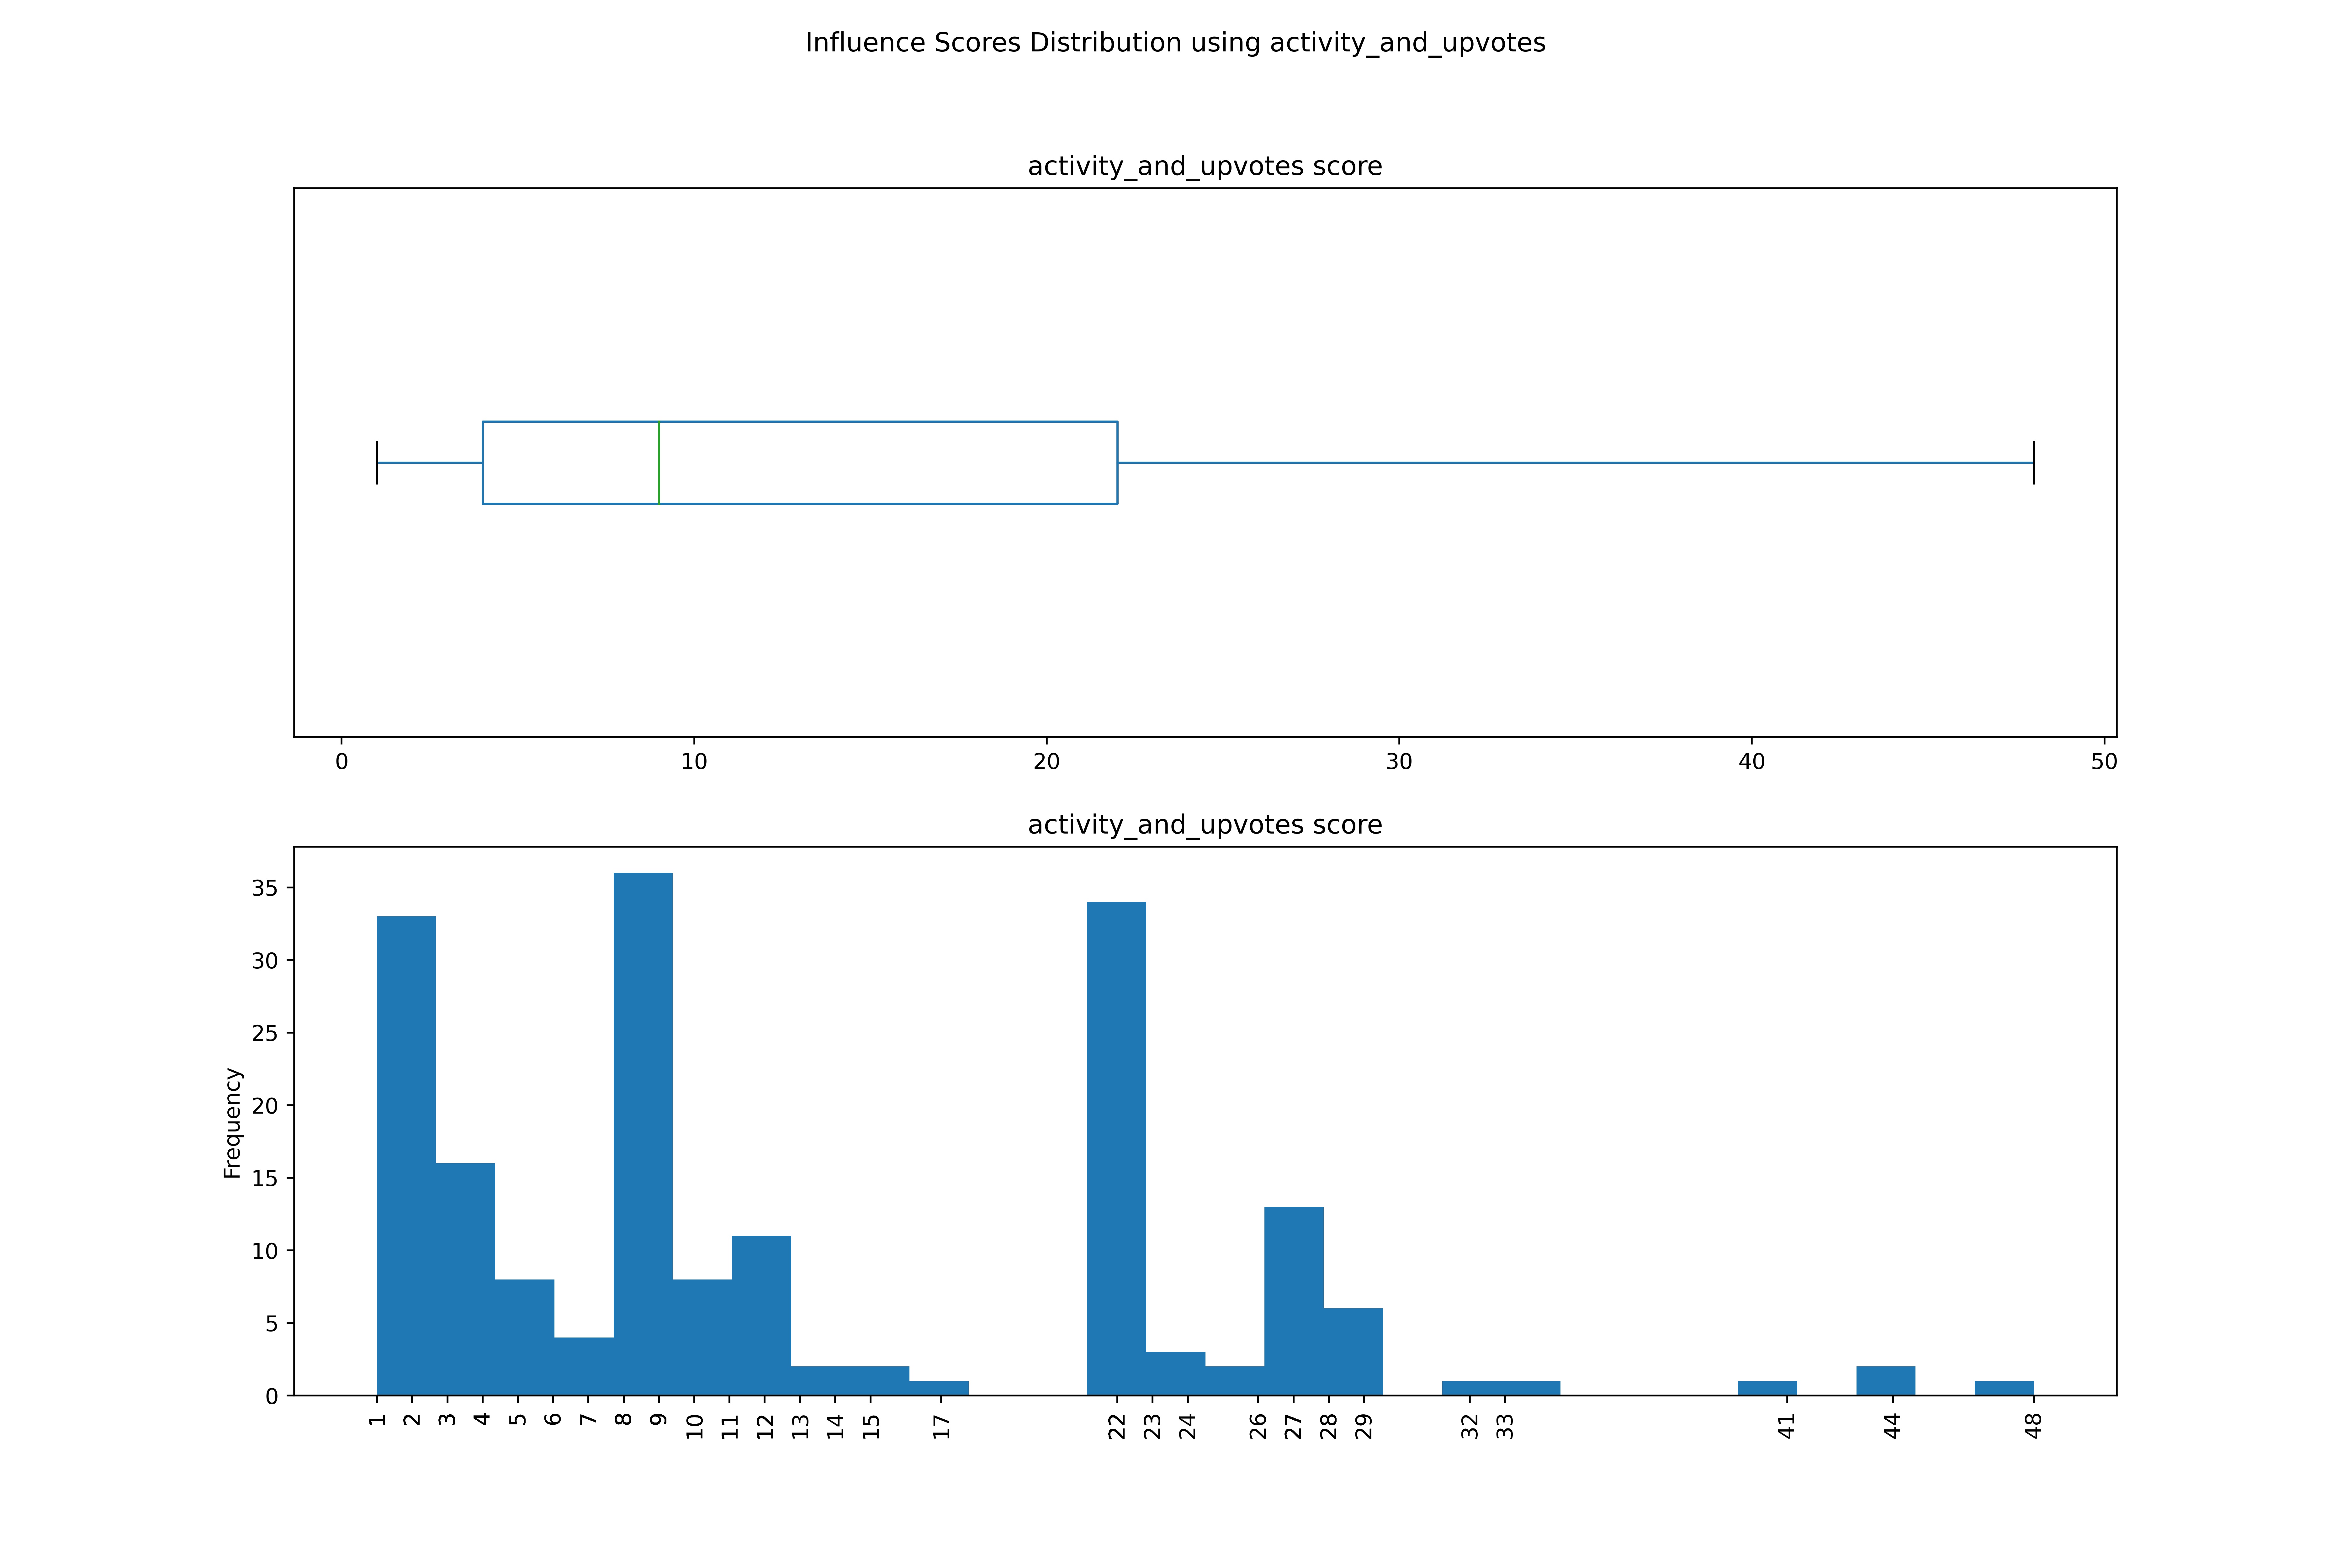 Influence Scores Distribution using activity_and_upvotes
activity_and_upvotes score
0 10 20 30 40 50
activity_and_upvotes score
Frequency
35
30
25
20
15
10
5
0
1 2 3 4 5 6 7 8 9 10 11 12 13 14 15 17 22 23 24 26 27 28 29 32 33 41 44 48